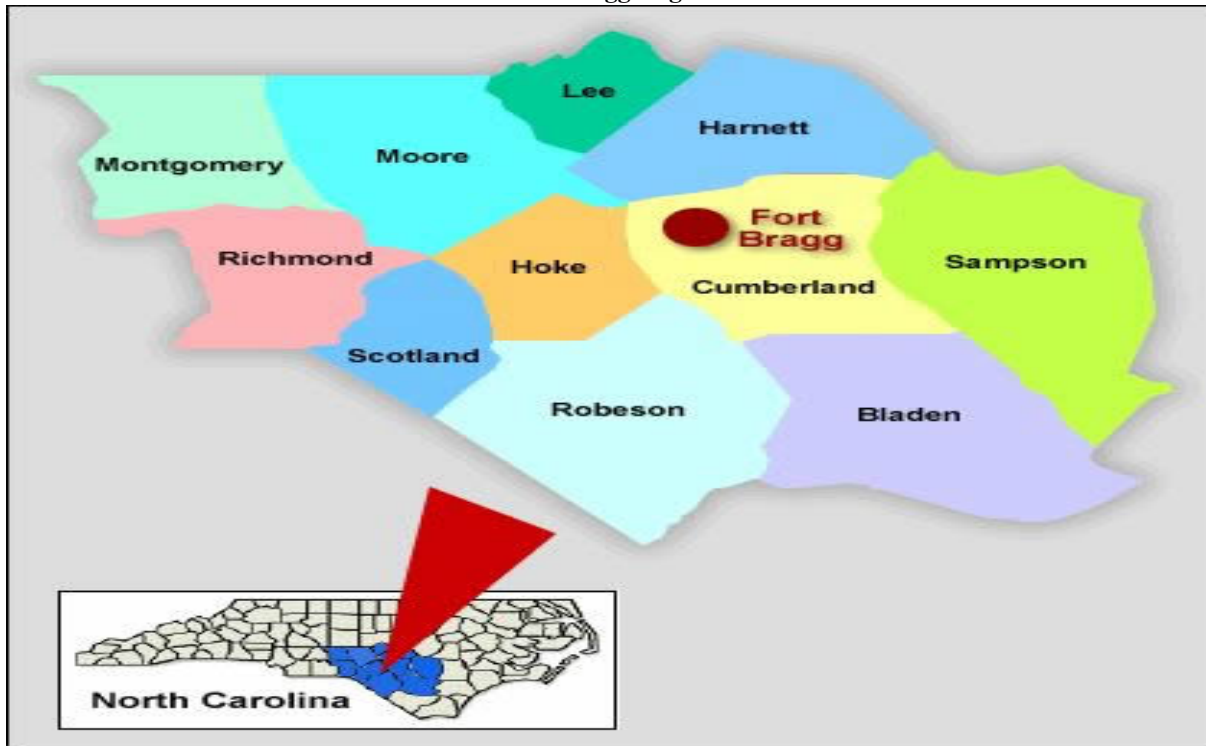 Lee
Harnett
Moore
Montgomery
Fort
Bragg
Richmond
Hoke
Sampson
Cumberland
Scotland
Robeson
Bladen
North Carolina